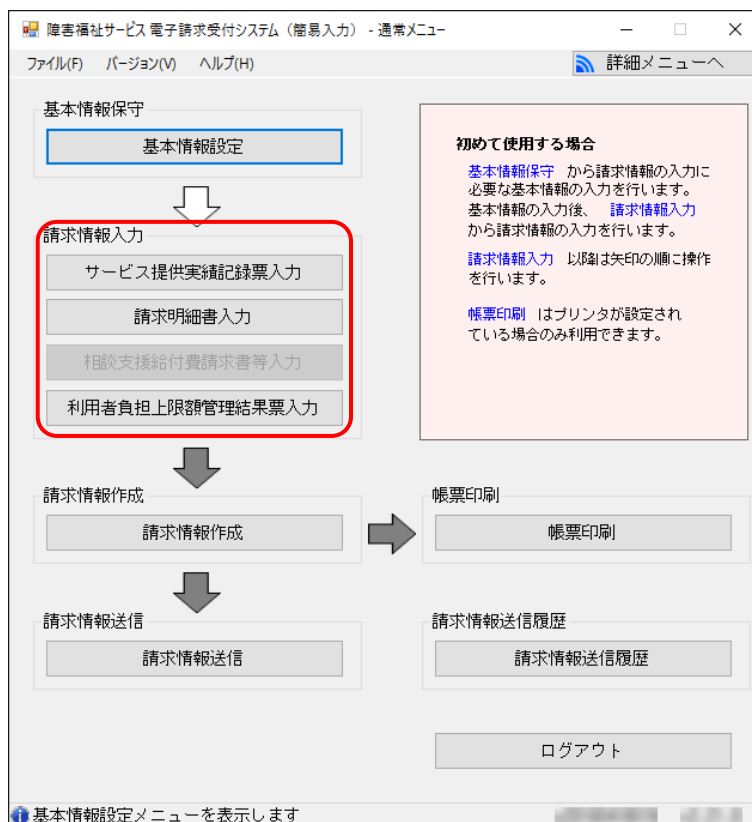 障害福祉サービス 電子請求受付システム（簡易入力） - 通常メニュー
ファイル(F) バージョン(V) ヘルプ(H)
詳細メニューへ
基本情報保守
基本情報設定
初めて使用する場合
基本情報保守 から請求情報の入力に
必要な基本情報の入力を行います。
基本情報の入力後、 請求情報入力
から請求情報の入力を行います。
請求情報入力 以降は矢印の順に操作
を行います。
帳票印刷 はプリンタが設定され
ている場合のみ利用できます。
請求情報入力
サービス提供実績記録票入力
請求明細書入力
相談支援給付費請求書等入力
利用者負担上限額管理結果票入力
請求情報作成
請求情報作成
帳票印刷
帳票印刷
請求情報送信
請求情報送信
請求情報送信履歴
請求情報送信履歴
ログアウト
基本情報設定メニューを表示します